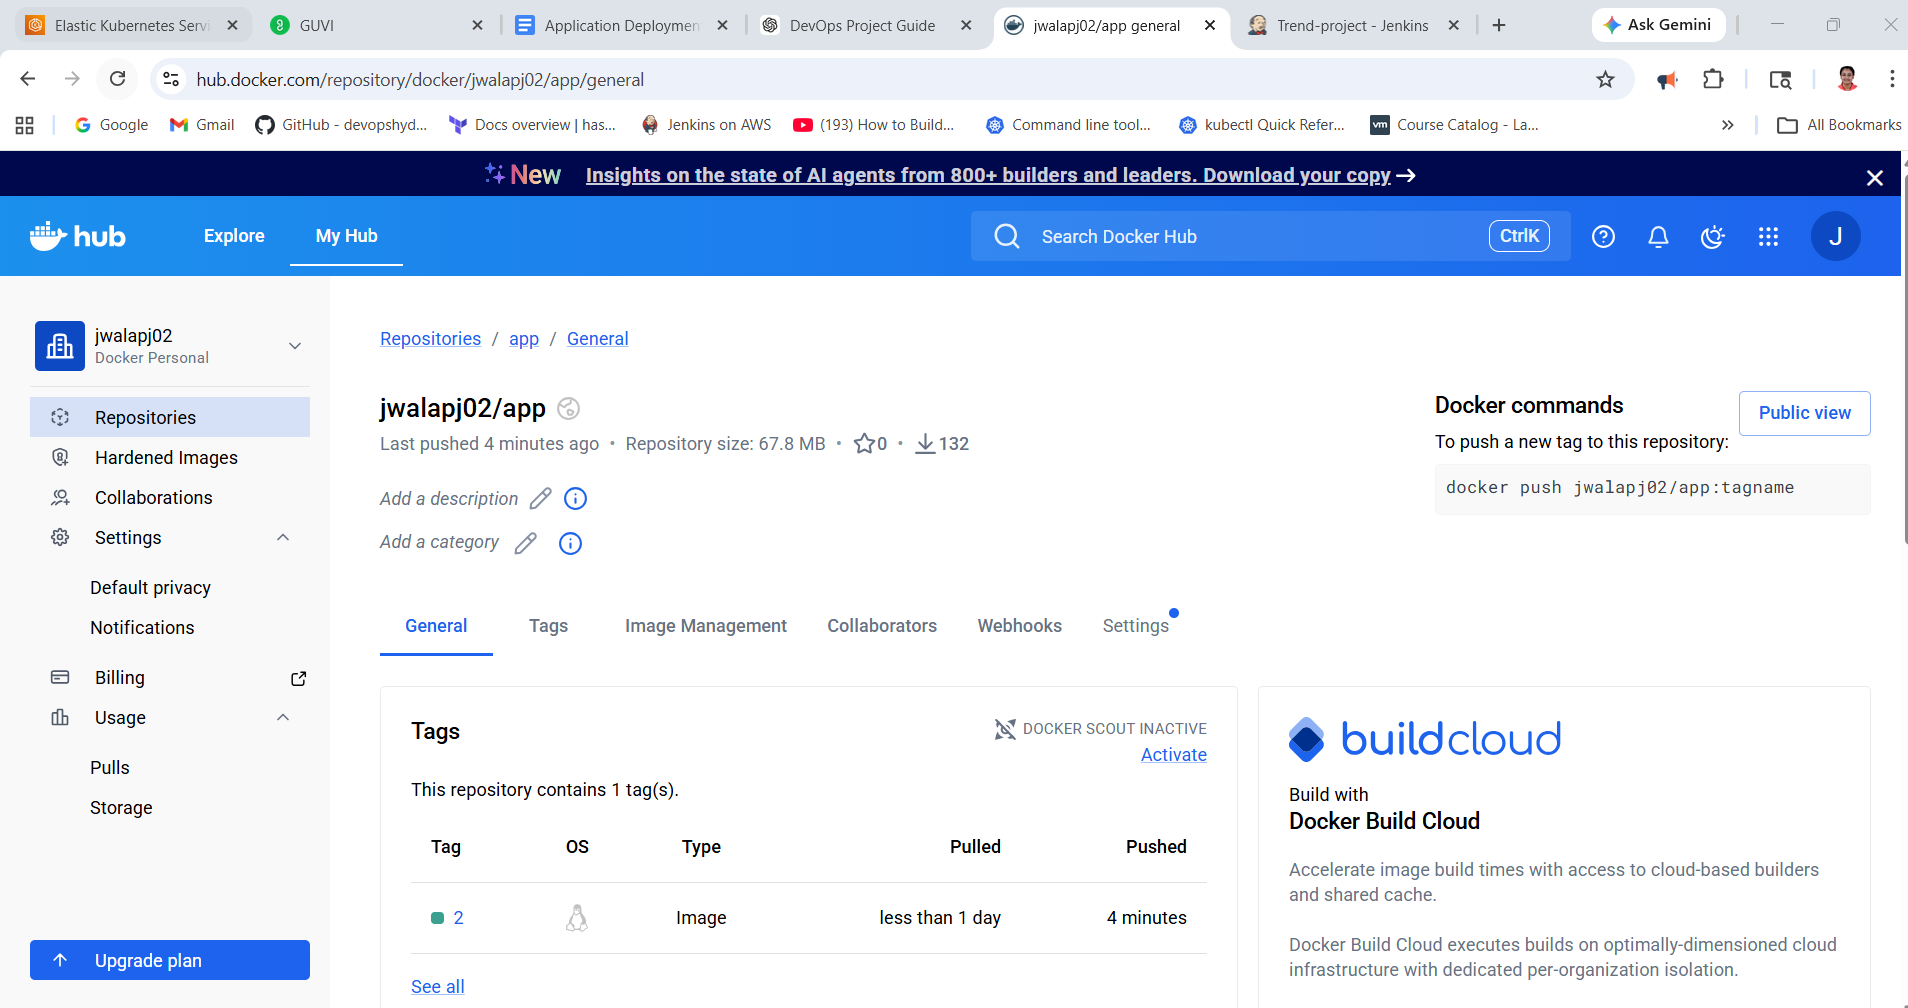 Elastic Kubernetes Servi
GUVI
Application Deploymen
DevOps Project Guide
jwalapj02/app general
Trend-project - Jenkins
Ask Gemini
hub.docker.com/repository/docker/jwalapj02/app/general
Google
Gmail
GitHub - devopshyd...
Docs overview | has...
Jenkins on AWS
(193) How to Build...
Command line tool...
kubectl Quick Refer...
vm
Course Catalog - La...
All Bookmarks
New Insights on the state of AI agents from 800+ builders and leaders. Download your copy
hub
Explore
My Hub
Search Docker Hub
CtrlK
J
jwalapj02
Docker Personal
Repositories
Hardened Images
Collaborations
Settings
Default privacy
Notifications
Billing
Usage
Pulls
Storage
Upgrade plan
Repositories / app / General
jwalapj02/app
Last pushed 4 minutes ago • Repository size: 67.8 MB • 0 • 132
Add a description
Add a category
Docker commands
Public view
To push a new tag to this repository:
docker push jwalapj02/app:tagname
General
Tags
Image Management
Collaborators
Webhooks
Settings
Tags
DOCKER SCOUT INACTIVE
Activate
This repository contains 1 tag(s).
Tag OS Type Pulled Pushed
2 Image less than 1 day 4 minutes
See all
buildcloud
Build with
Docker Build Cloud
Accelerate image build times with access to cloud-based builders
and shared cache.
Docker Build Cloud executes builds on optimally-dimensioned cloud
infrastructure with dedicated per-organization isolation.